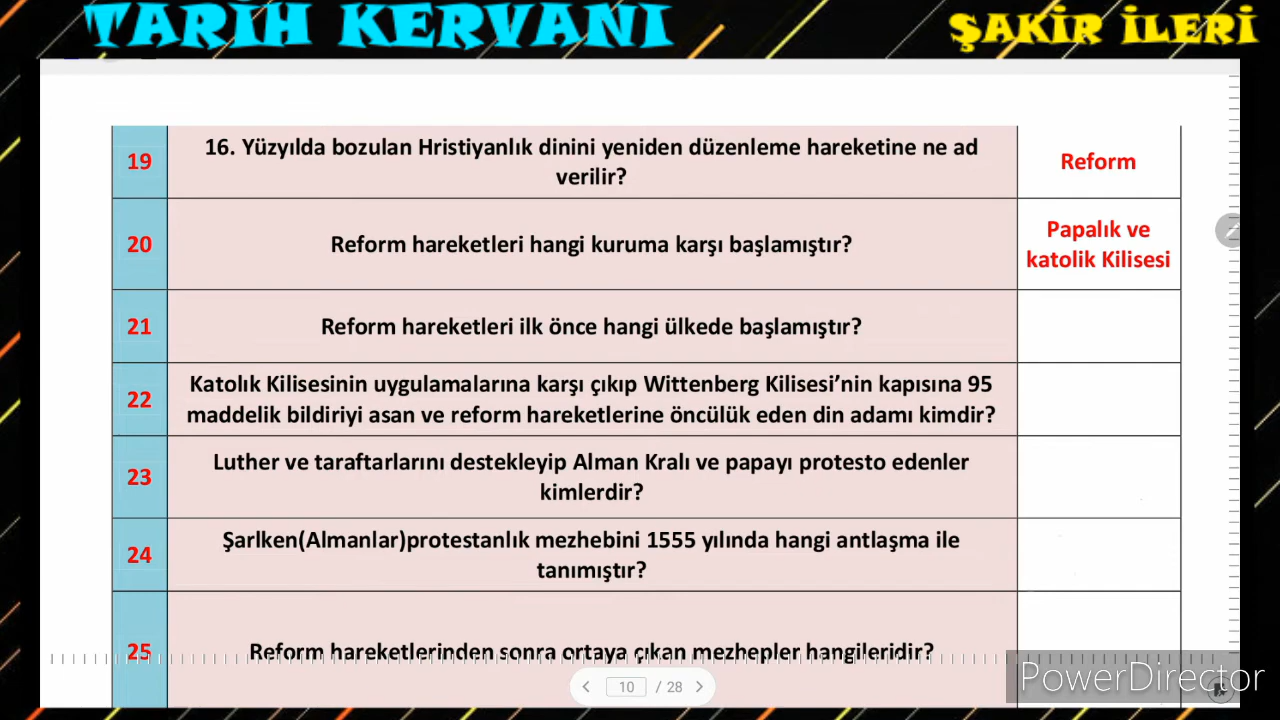 TARİH KERVANI
ŞAKİR İLERİ
19
16. Yüzyılda bozulan Hristiyanlık dinini yeniden düzenleme hareketine ne ad
verilir?
Reform
20
Reform hareketleri hangi kuruma karşı başlamıştır?
Papalık ve
katolik Kilisesi
21
Reform hareketleri ilk önce hangi ülkede başlamıştır?
22
Katolık Kilisesinin uygulamalarına karşı çıkıp Wittenberg Kilisesi’nin kapısına 95
maddelik bildiriyi asan ve reform hareketlerine öncülük eden din adamı kimdir?
23
Luther ve taraftarlarını destekleyip Alman Kralı ve papayı protesto edenler
kimlerdir?
24
Şarlken(Almanlar)protestanlık mezhebini 1555 yılında hangi antlaşma ile
tanımıştır?
25
Reform hareketlerinden sonra ortaya çıkan mezhepler hangileridir?
10 / 28
PowerDirector